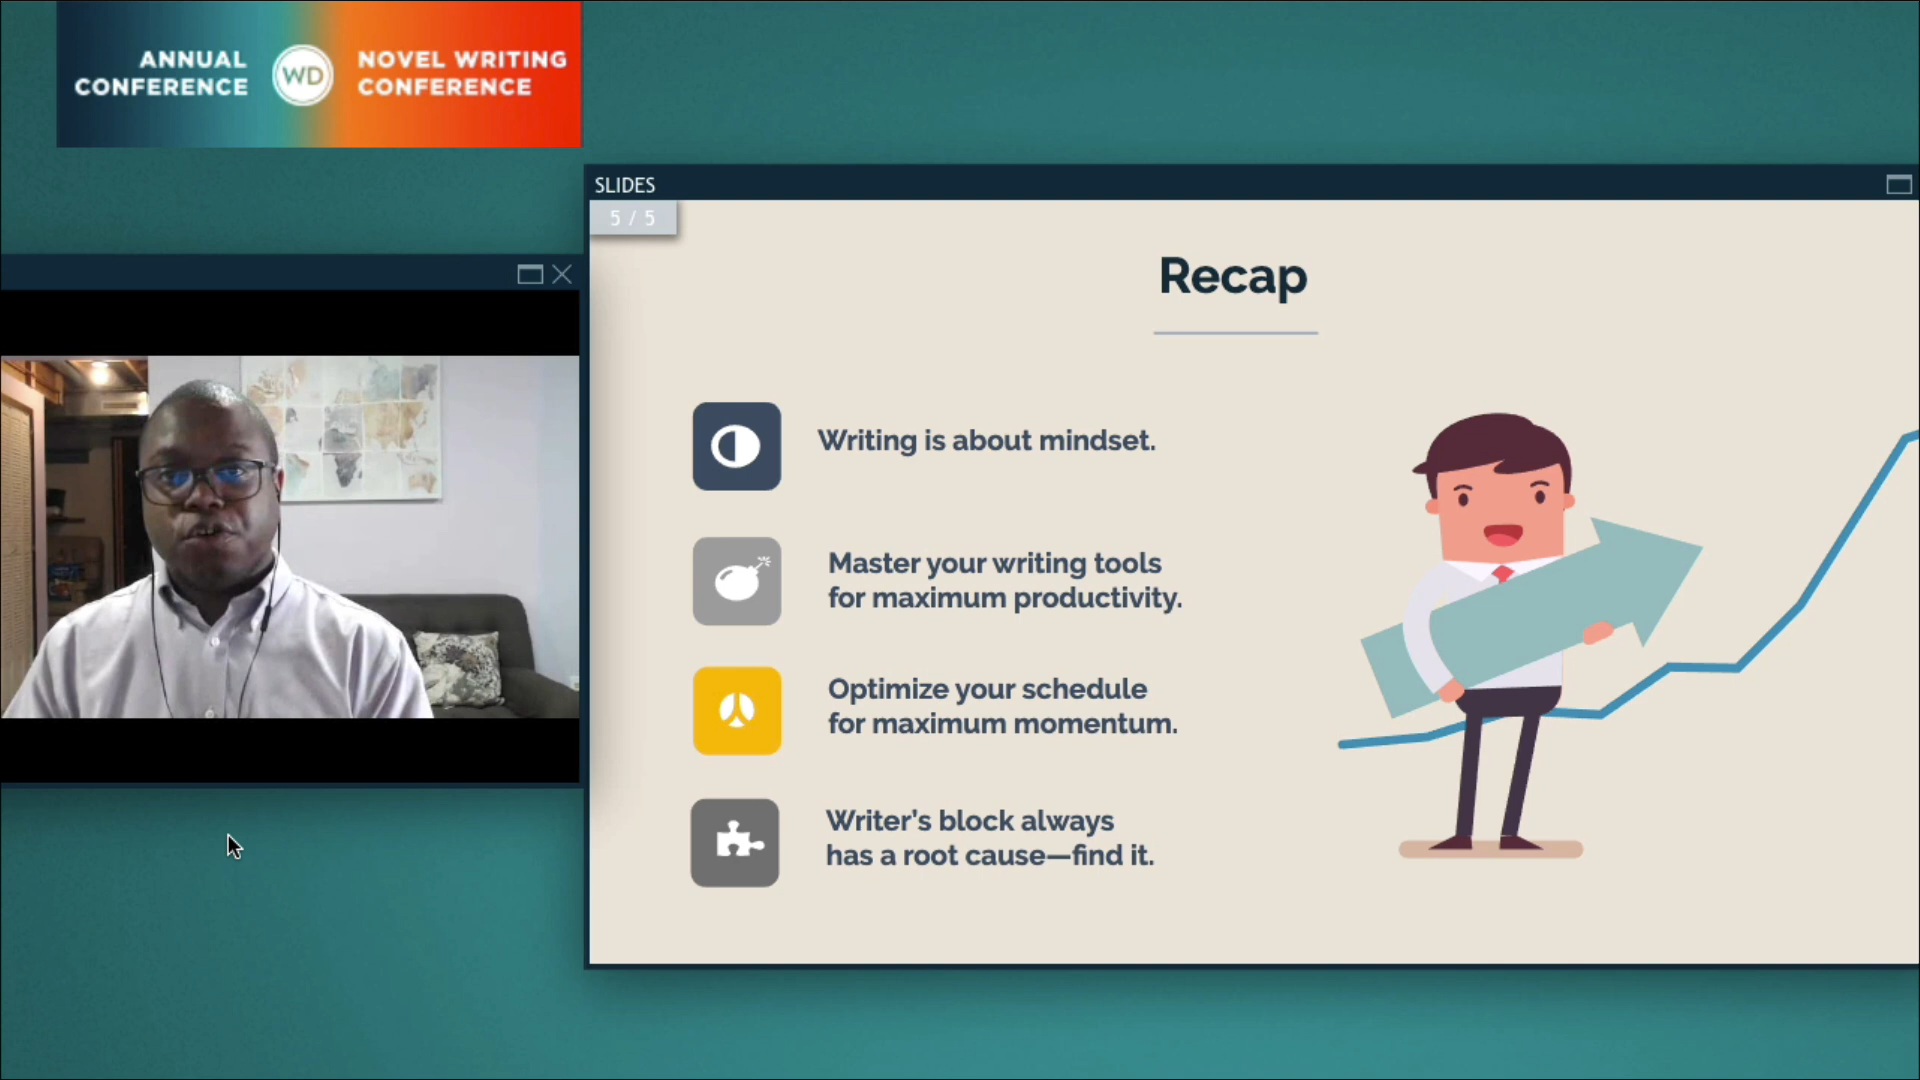 ANNUAL
CONFERENCE
WD
NOVEL WRITING
CONFERENCE
SLIDES
5 / 5
Recap
Writing is about mindset.
Master your writing tools
for maximum productivity.
Optimize your schedule
for maximum momentum.
Writer’s block always
has a root cause—find it.